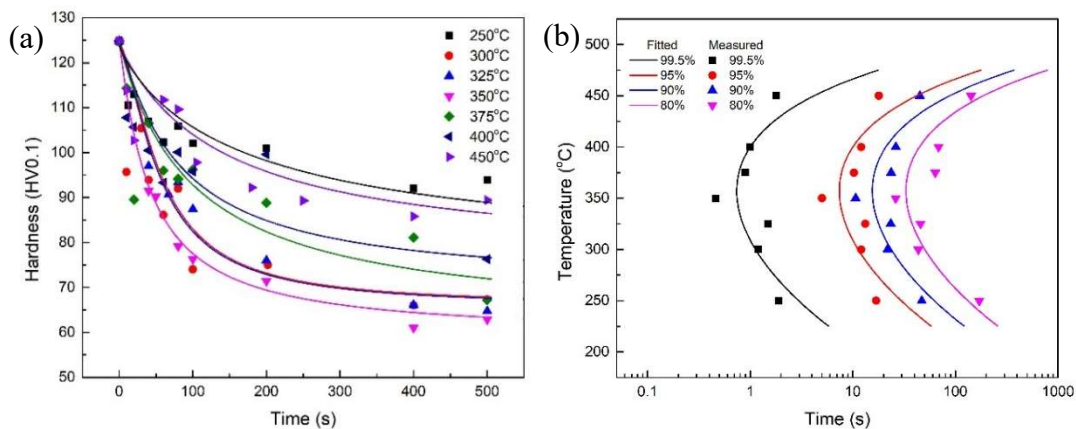 (a)
Hardness (HV0.1)
130
120
110
100
90
80
70
60
50
250°C
300°C
325°C
350°C
375°C
400°C
450°C
0
100
200
300
400
500
Time (s)
(b)
Temperature (°C)
500
450
400
350
300
250
200
Fitted Measured
99.5% 99.5%
95% 95%
90% 90%
80% 80%
0.1
1
10
100
1000
Time (s)